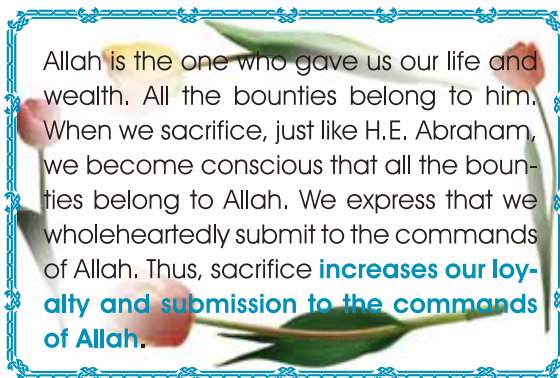 Allah is the one who gave us our life and
wealth. All the bounties belong to him.
When we sacrifice, just like H.E. Abraham,
we become conscious that all the boun-
ties belong to Allah. We express that we
wholeheartedly submit to the commands
of Allah. Thus, sacrifice increases our loy-
alty and submission to the commands
of Allah.